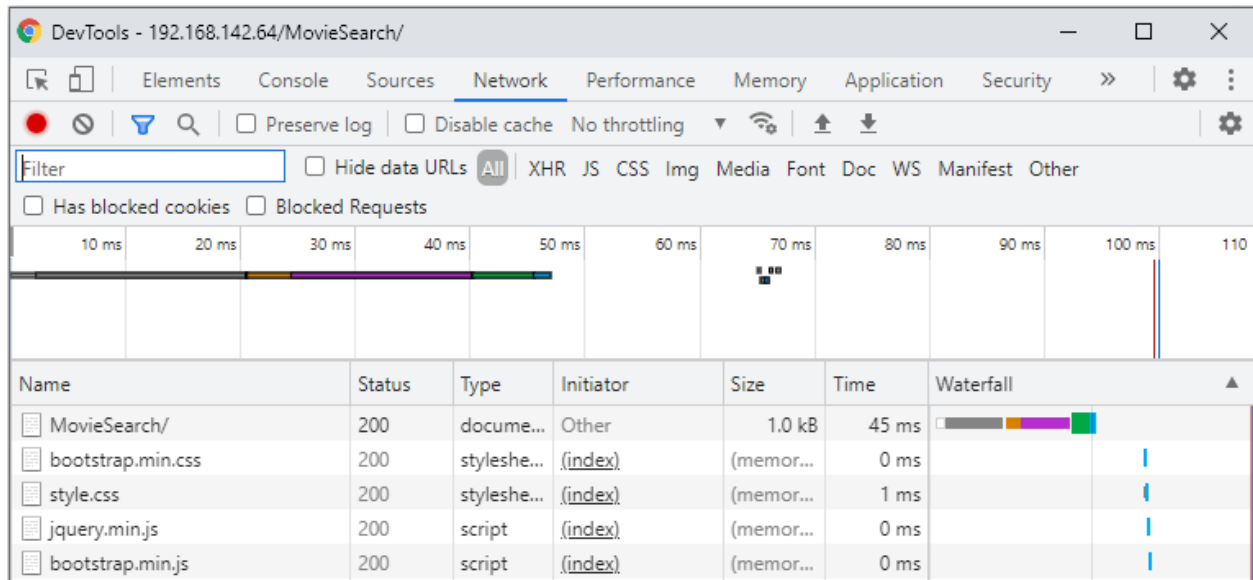 DevTools - 192.168.142.64/MovieSearch/
Elements Console Sources Network Performance Memory Application Security »
Preserve log Disable cache No throttling
Filter Hide data URLs All XHR JS CSS Img Media Font Doc WS Manifest Other
Has blocked cookies Blocked Requests
10 ms 20 ms 30 ms 40 ms 50 ms 60 ms 70 ms 80 ms 90 ms 100 ms 110
Name Status Type Initiator Size Time Waterfall
MovieSearch/ 200 docume... Other 1.0 kB 45 ms
bootstrap.min.css 200 styleshe... (index) (memor... 0 ms
style.css 200 styleshe... (index) (memor... 1 ms
jquery.min.js 200 script (index) (memor... 0 ms
bootstrap.min.js 200 script (index) (memor... 0 ms